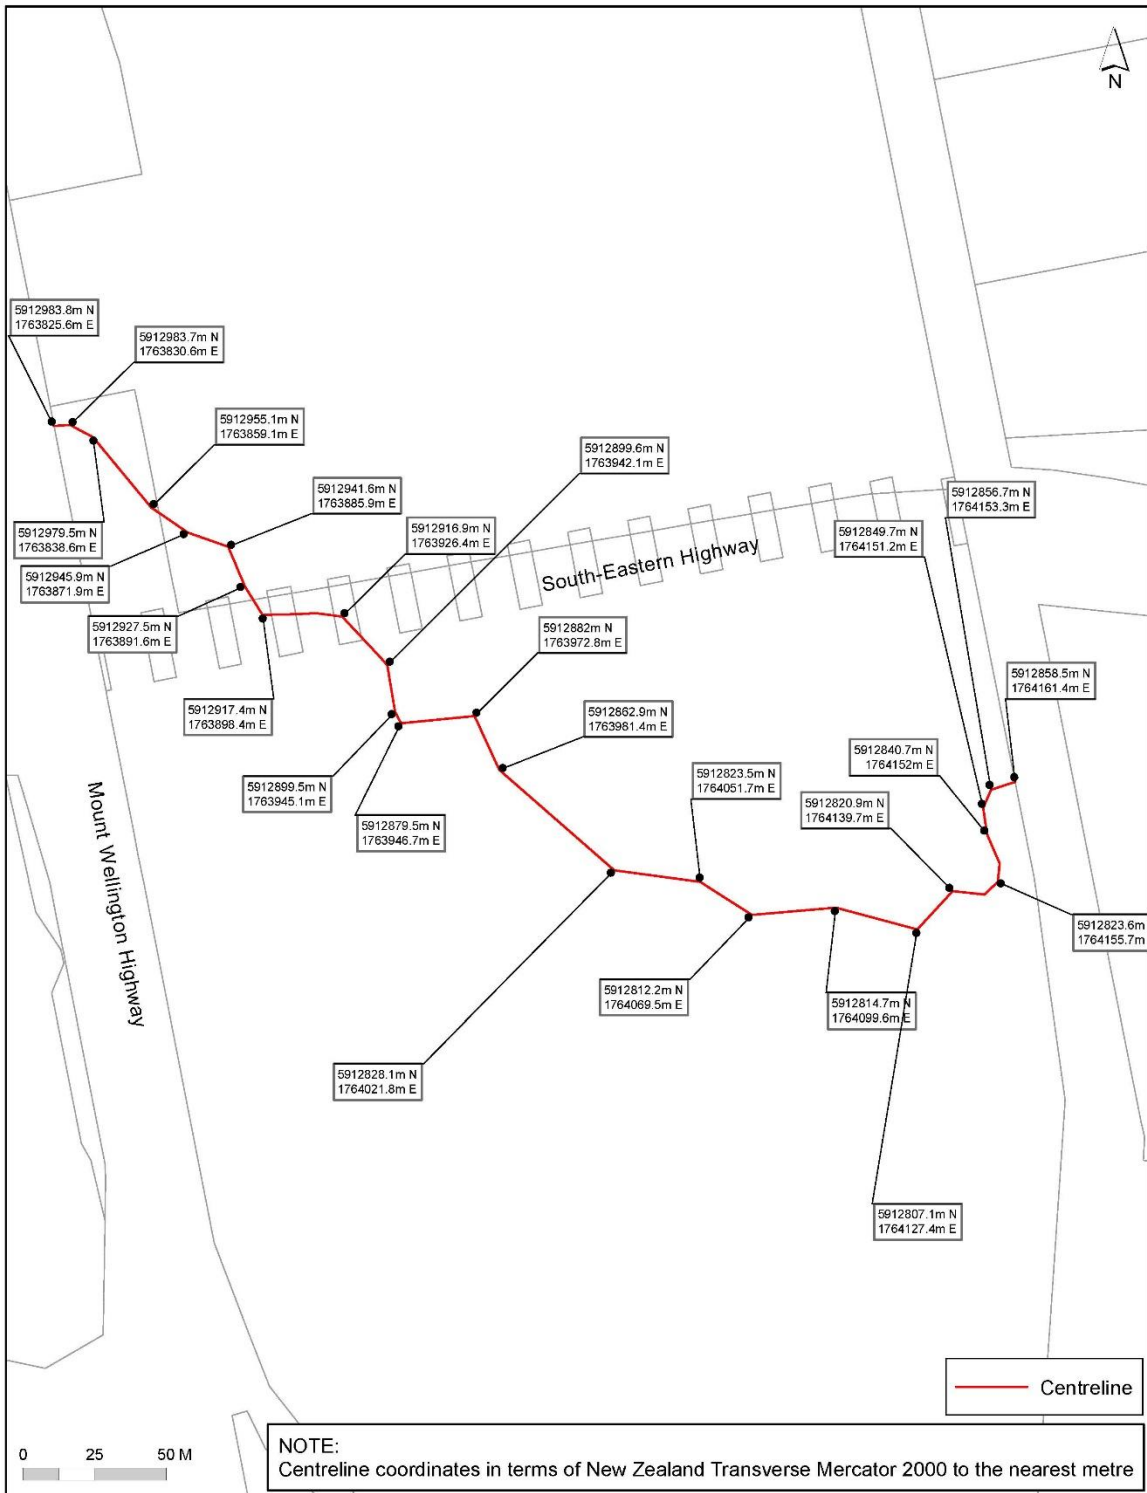 N
5912983.8m N
1763825.6m E
5912983.7m N
1763830.6m E
5912955.1m N
1763859.1m E
5912899.6m N
1763942.1m E
5912941.6m N
1763885.9m E
5912916.9m N
1763926.4m E
5912856.7m N
1764153.3m E
5912849.7m N
1764151.2m E
5912979.5m N
1763838.6m E
South-Eastern Highway
5912945.9m N
1763871.9m E
5912927.5m N
1763891.6m E
5912882m N
1763972.8m E
5912858.5m N
1764161.4m E
5912917.4m N
1763898.4m E
5912862.9m N
1763981.4m E
5912840.7m N
1764152m E
5912899.5m N
1763945.1m E
5912823.5m N
1764051.7m E
5912820.9m N
1764139.7m E
5912879.5m N
1763946.7m E
Mount Wellington Highway
5912823.6m
1764155.7m
5912812.2m N
1764069.5m E
5912814.7m N
1764099.6m E
5912828.1m N
1764021.8m E
5912807.1m N
1764127.4m E
Centreline
0 25 50 M
NOTE:
Centreline coordinates in terms of New Zealand Transverse Mercator 2000 to the nearest metre